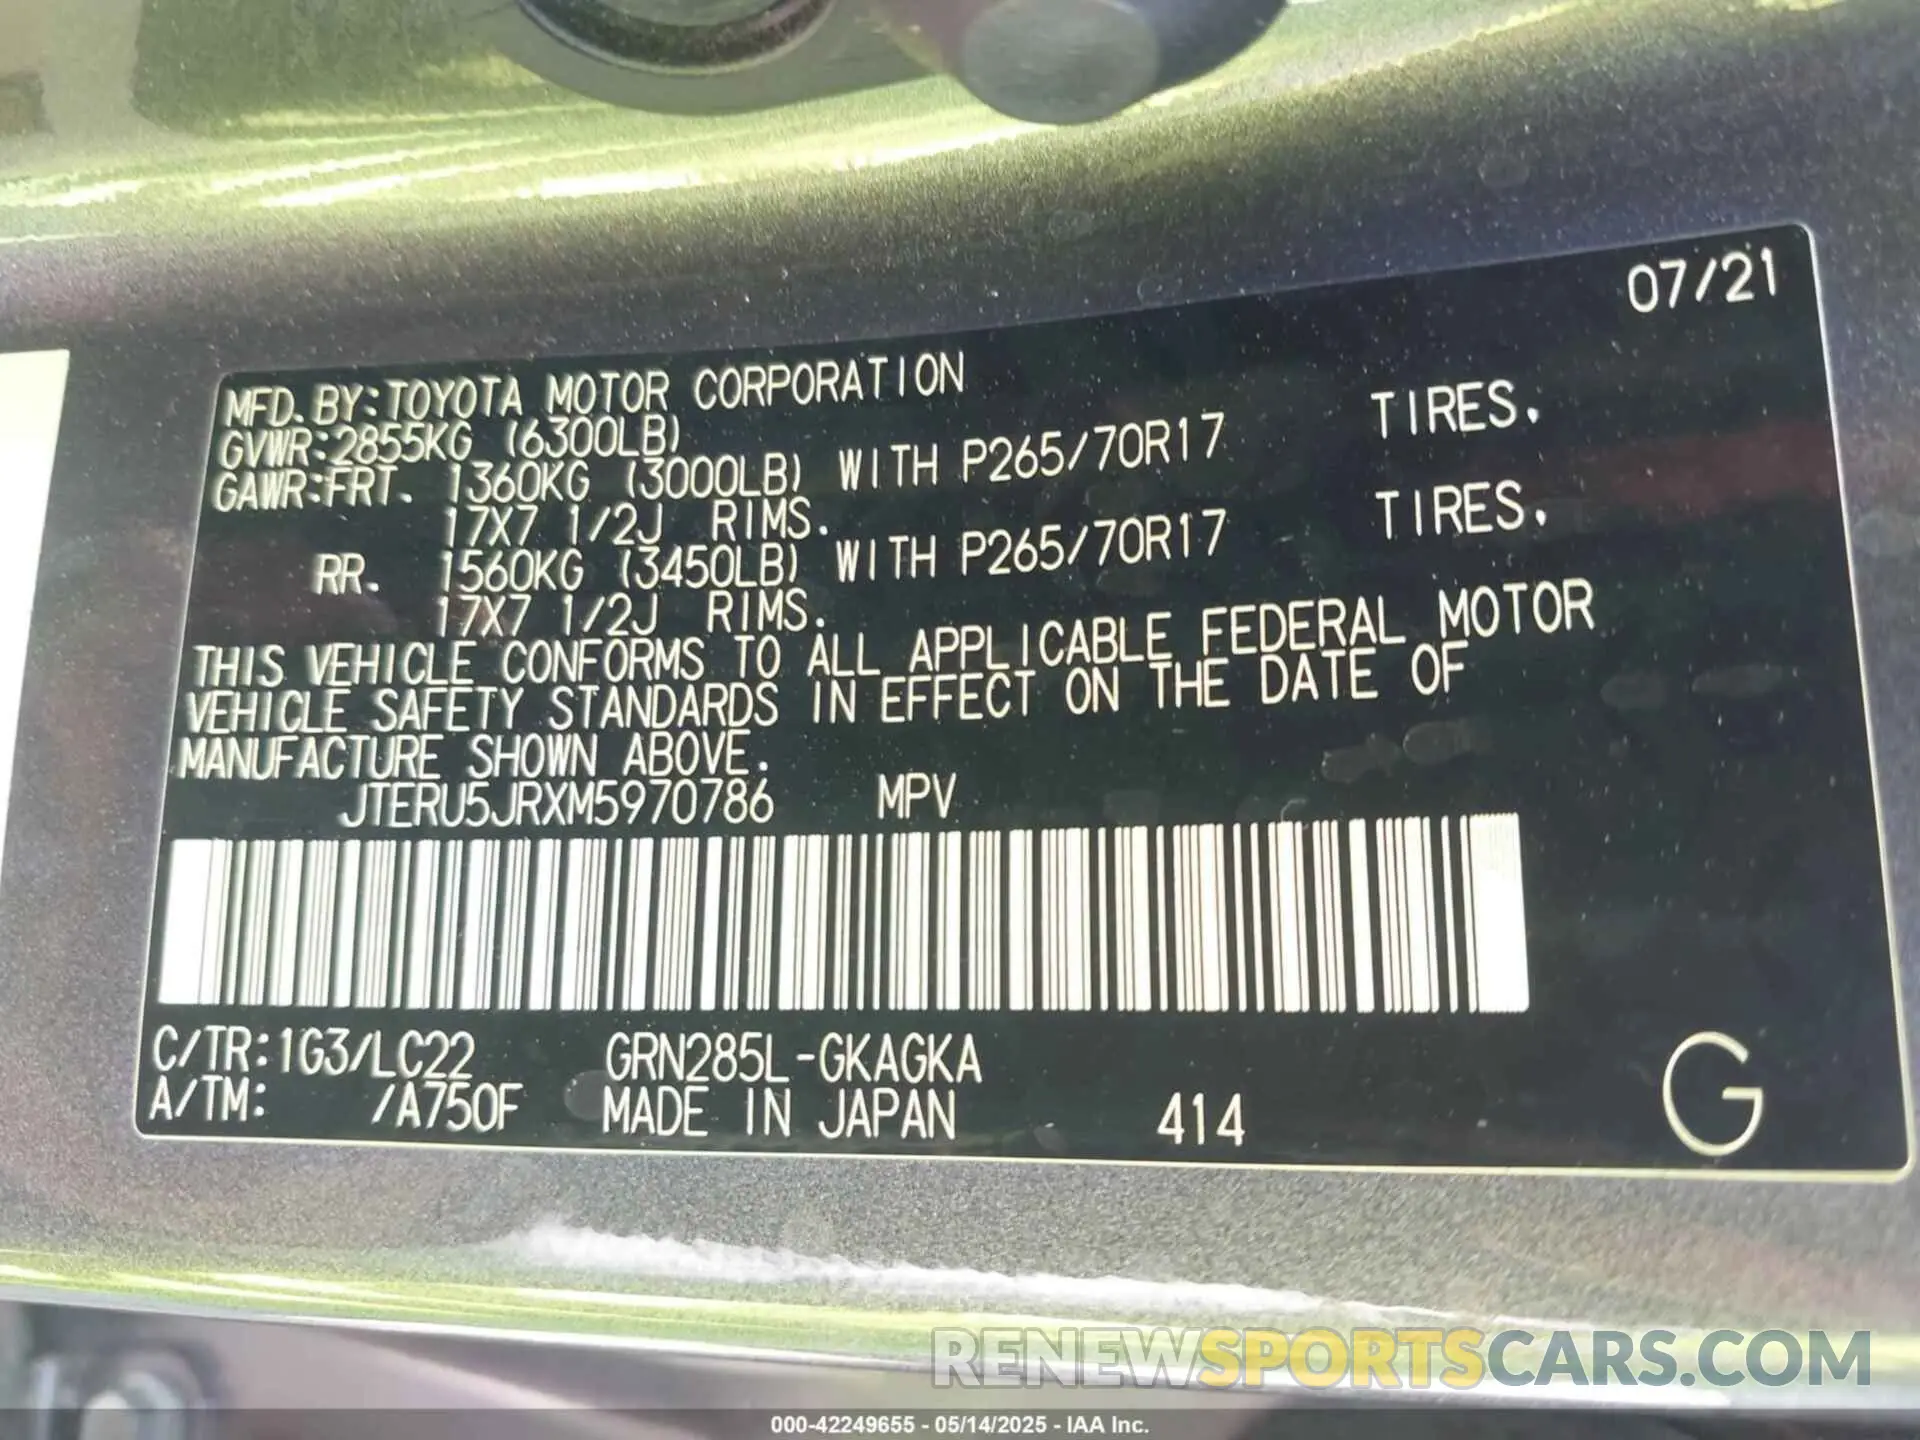 07/21
MFD. BY: TOYOTA MOTOR CORPORATION
GVWR: 2855KG (6300LB)
GAWR: FRT. 1360KG (3000LB) WITH P265/70R17 TIRES.
17X7 1/2J RIMS.
RR. 1560KG (3450LB) WITH P265/70R17 TIRES.
17X7 1/2J RIMS.
THIS VEHICLE CONFORMS TO ALL APPLICABLE FEDERAL MOTOR
VEHICLE SAFETY STANDARDS IN EFFECT ON THE DATE OF
MANUFACTURE SHOWN ABOVE.
JTERU5JRXM5970786 MPV
C/TR: 1G3/LC22 GRN285L-GKAGKA
A/TM: /A750F MADE IN JAPAN 414 G
RENEWSPORTSCARS.COM
000-42249655 - 05/14/2025 - IAA Inc.